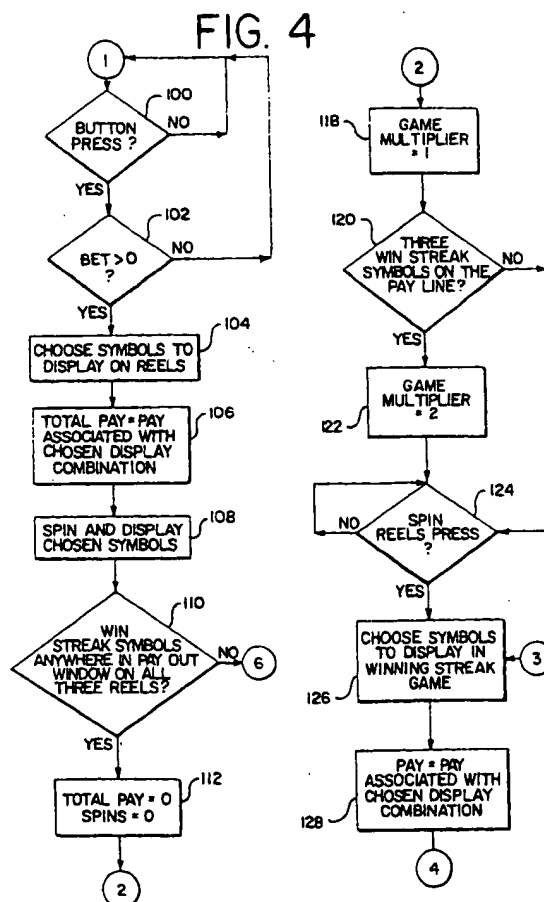 FIG. 4
1
100
BUTTON
PRESS ?
NO
YES
102
BET > 0
?
NO
YES
104
CHOOSE SYMBOLS TO
DISPLAY ON REELS
106
TOTAL PAY = PAY
ASSOCIATED WITH
CHOSEN DISPLAY
COMBINATION
108
SPIN AND DISPLAY
CHOSEN SYMBOLS
110
WIN
STREAK SYMBOLS
ANYWHERE IN PAY OUT
WINDOW ON ALL
THREE REELS?
NO
6
YES
112
TOTAL PAY = 0
SPINS = 0
2
2
118
GAME
MULTIPLIER
= 1
120
THREE
WIN STREAK
SYMBOLS ON THE
PAY LINE?
NO
YES
GAME
MULTIPLIER
= 2
122
124
SPIN
REELS PRESS
?
NO
YES
CHOOSE SYMBOLS
TO DISPLAY IN
WINNING STREAK
GAME
3
126
PAY = PAY
ASSOCIATED WITH
CHOSEN DISPLAY
COMBINATION
128
4